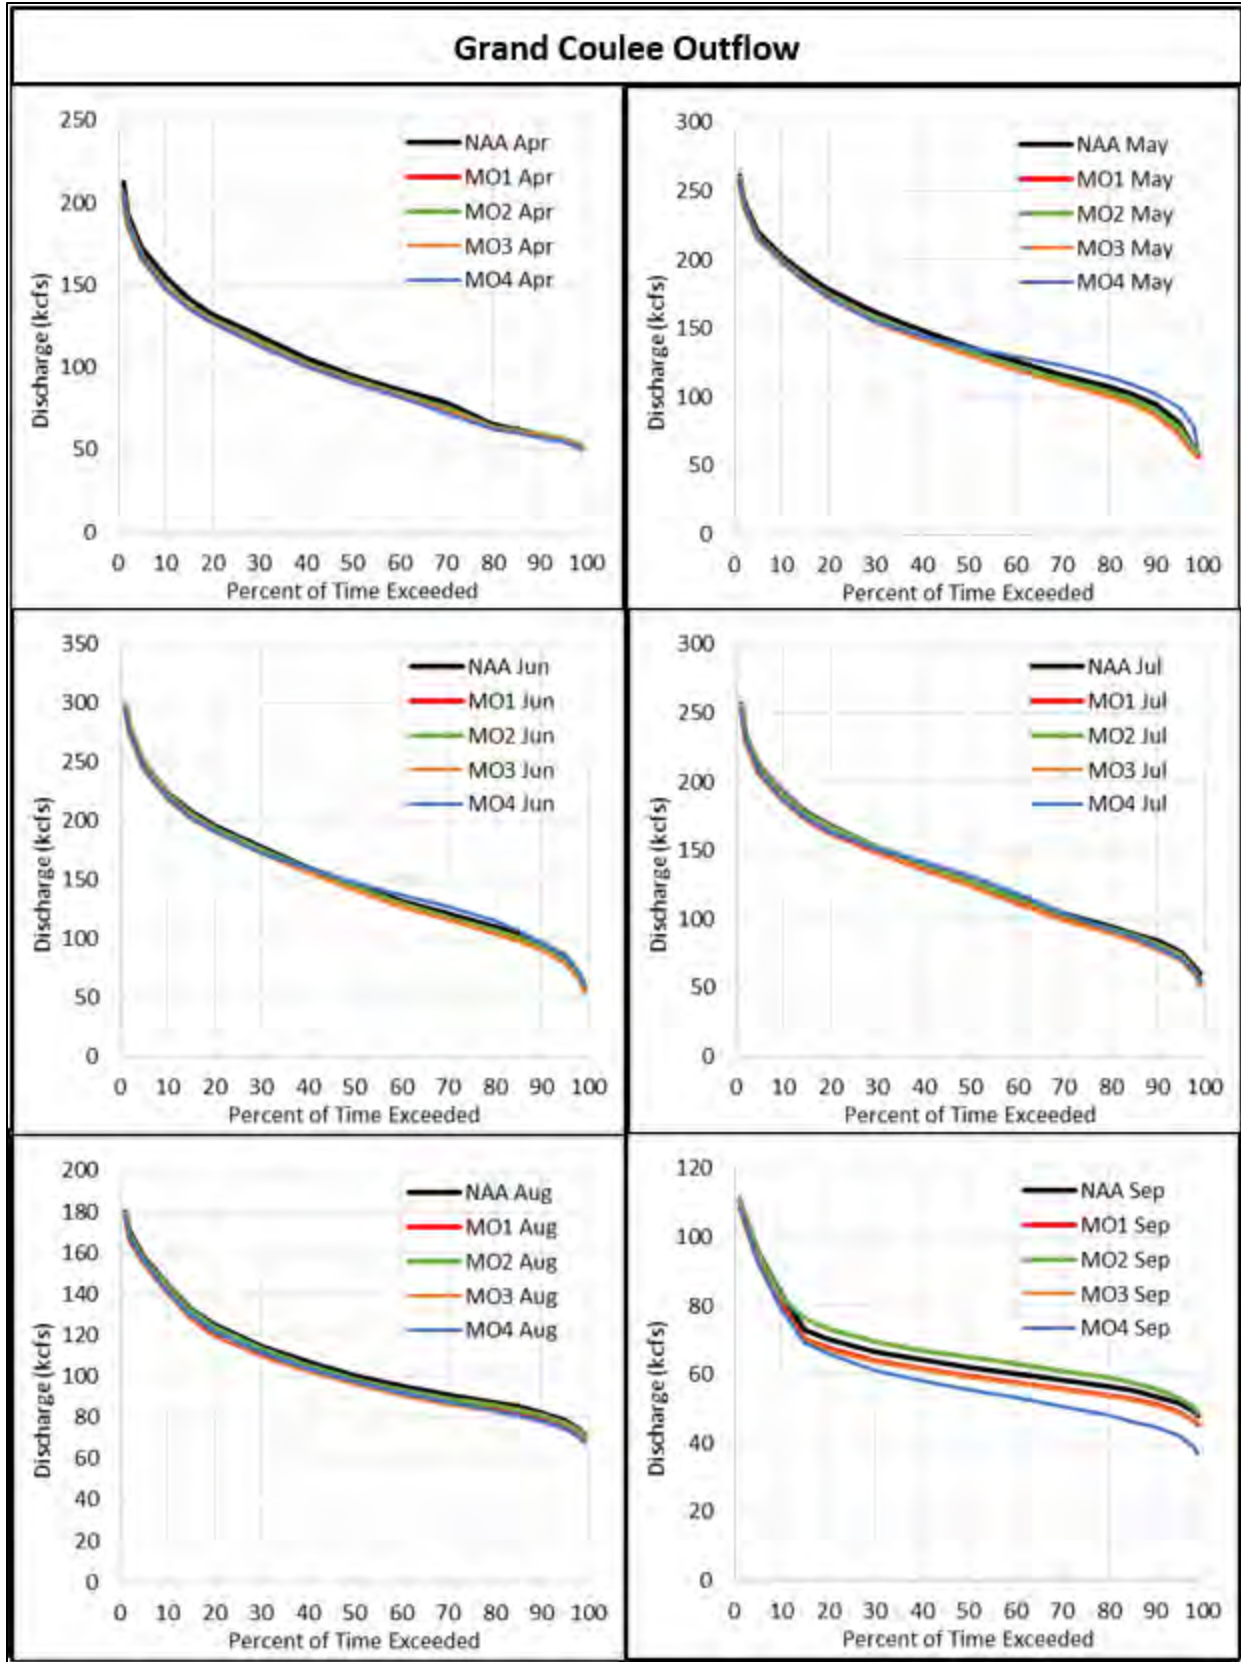 Grand Coulee Outflow
250
200
150
100
50
0
Discharge (kcfs)
NAA Apr
MO1 Apr
MO2 Apr
MO3 Apr
MO4 Apr
0 10 20 30 40 50 60 70 80 90 100
Percent of Time Exceeded
300
250
200
150
100
50
0
Discharge (kcfs)
NAA May
MO1 May
MO2 May
MO3 May
MO4 May
0 10 20 30 40 50 60 70 80 90 100
Percent of Time Exceeded
350
300
250
200
150
100
50
0
Discharge (kcfs)
NAA Jun
MO1 Jun
MO2 Jun
MO3 Jun
MO4 Jun
0 10 20 30 40 50 60 70 80 90 100
Percent of Time Exceeded
300
250
200
150
100
50
0
Discharge (kcfs)
NAA Jul
MO1 Jul
MO2 Jul
MO3 Jul
MO4 Jul
0 10 20 30 40 50 60 70 80 90 100
Percent of Time Exceeded
200
180
160
140
120
100
80
60
40
20
0
Discharge (kcfs)
NAA Aug
MO1 Aug
MO2 Aug
MO3 Aug
MO4 Aug
0 10 20 30 40 50 60 70 80 90 100
Percent of Time Exceeded
120
100
80
60
40
20
0
Discharge (kcfs)
NAA Sep
MO1 Sep
MO2 Sep
MO3 Sep
MO4 Sep
0 10 20 30 40 50 60 70 80 90 100
Percent of Time Exceeded